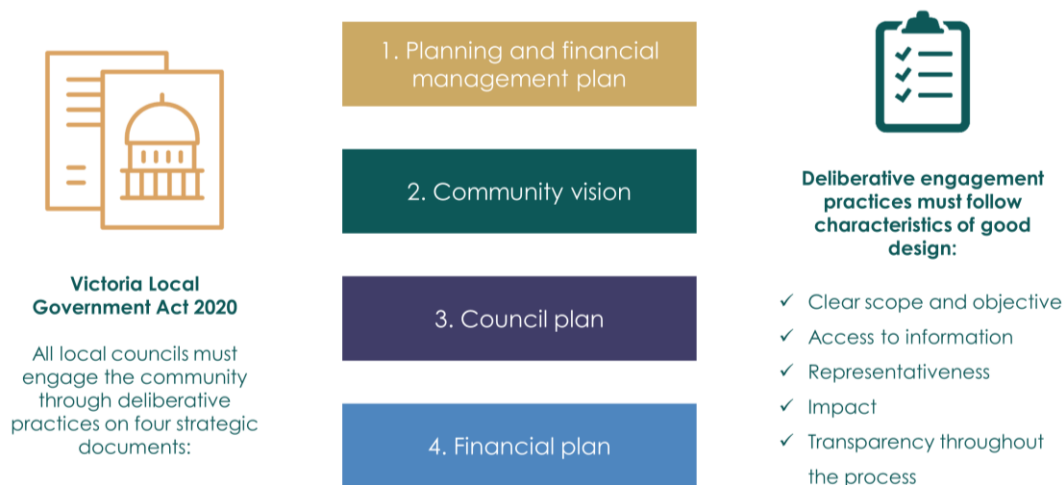 Victoria Local
Government Act 2020
All local councils must
engage the community
through deliberative
practices on four strategic
documents:
1. Planning and financial
management plan
2. Community vision
3. Council plan
4. Financial plan
Deliberative engagement
practices must follow
characteristics of good
design:
✓ Clear scope and objective
✓ Access to information
✓ Representativeness
✓ Impact
✓ Transparency throughout
the process